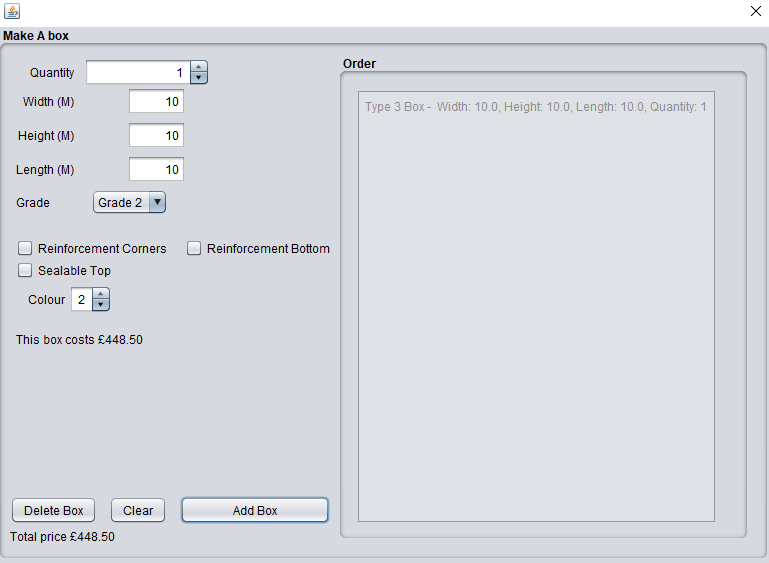 Make A box
Quantity 1
Width (M) 10
Height (M) 10
Length (M) 10
Grade Grade 2
Reinforcement Corners Reinforcement Bottom
Sealable Top
Colour 2
This box costs £448.50
Delete Box Clear Add Box
Total price £448.50
Order
Type 3 Box - Width: 10.0, Height: 10.0, Length: 10.0, Quantity: 1